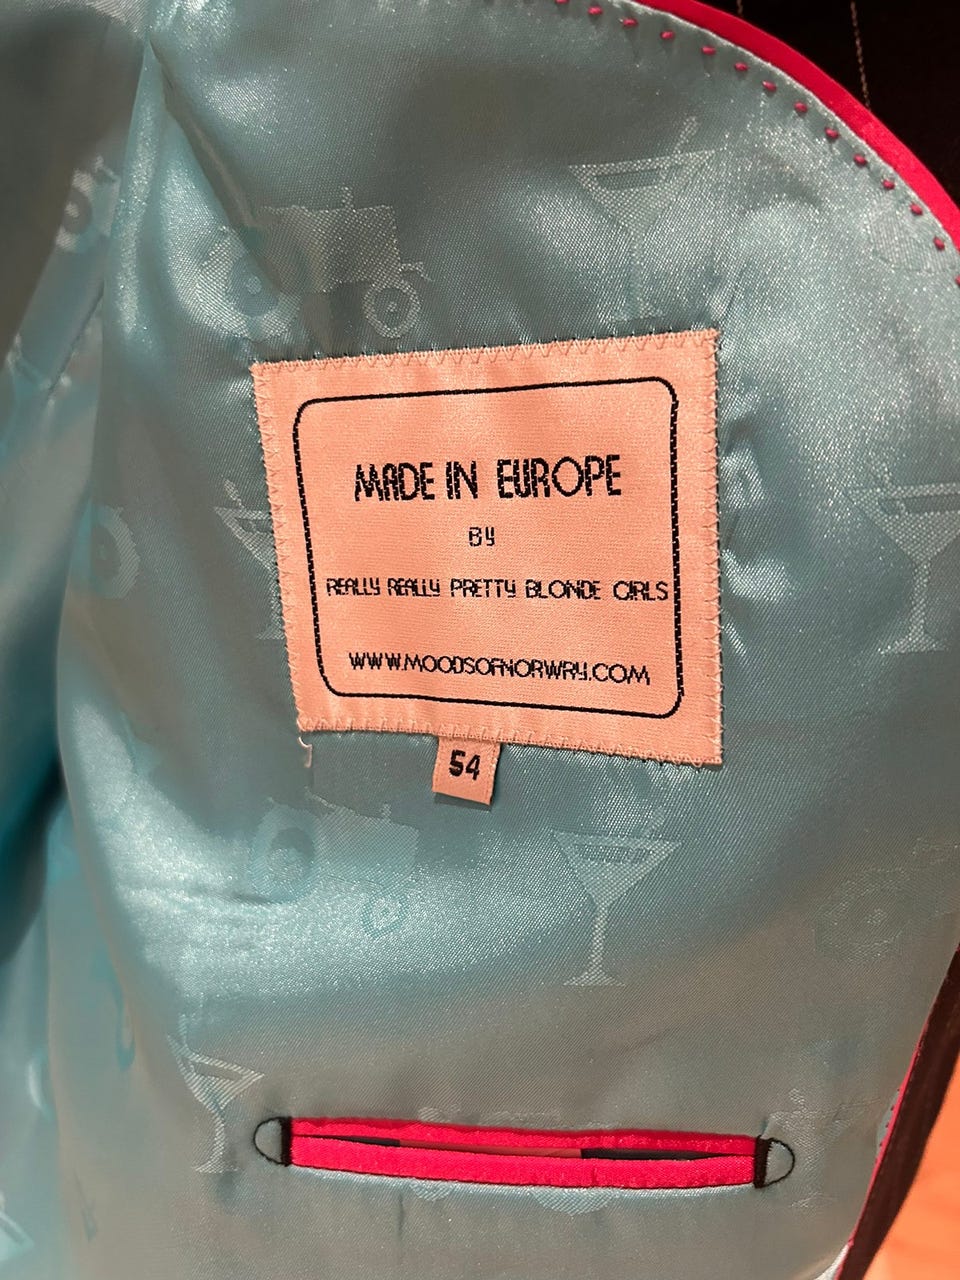 MADE IN EUROPE
BY
REALLY REALLY PRETTY BLONDE GIRLS
WWW.MOODSOFNORWAY.COM
54